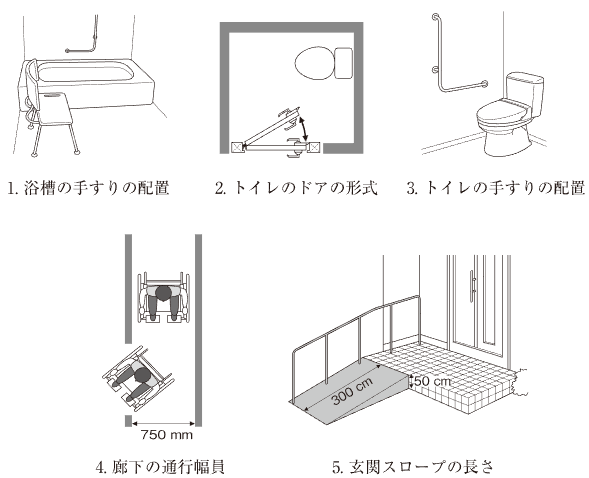 1. 浴槽の手すりの配置
2. トイレのドアの形式
3. トイレの手すりの配置
750 mm
300 cm
50 cm
4. 廊下の通行幅員
5. 玄関スロープの長さ